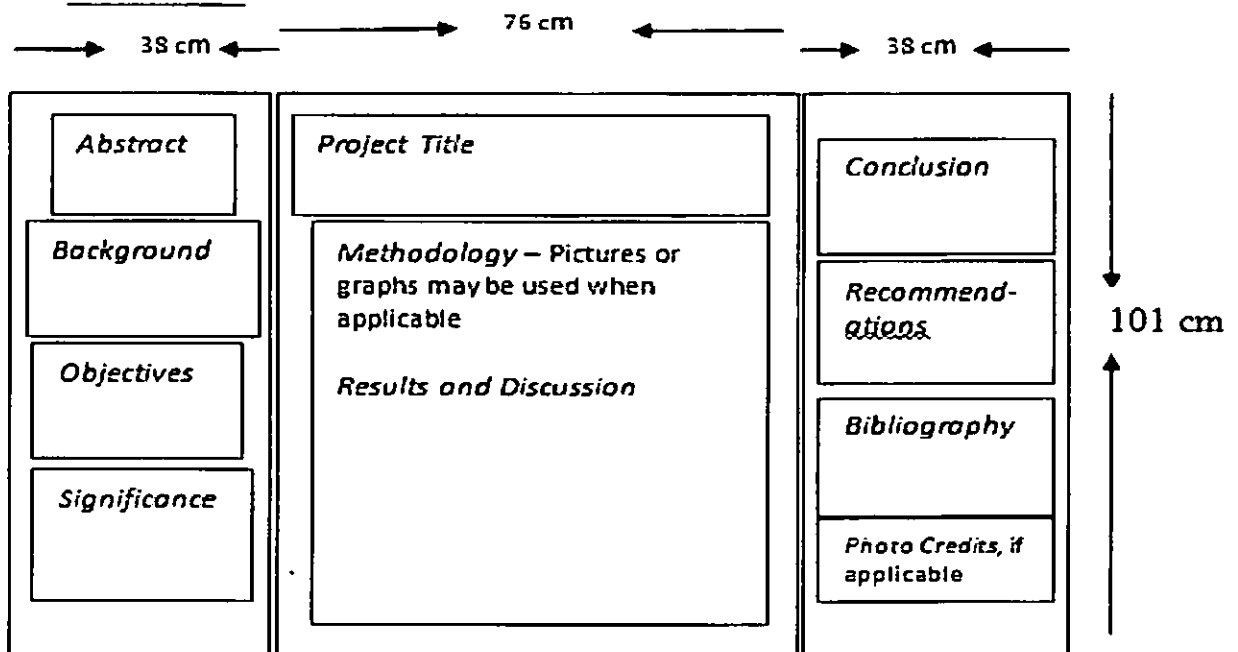 38 cm
76 cm
38 cm
Abstract
Background
Objectives
Significance
Project Title
Methodology – Pictures or
graphs may be used when
applicable
Results and Discussion
Conclusion
Recommend-
ations
Bibliography
Photo Credits, if
applicable
101 cm